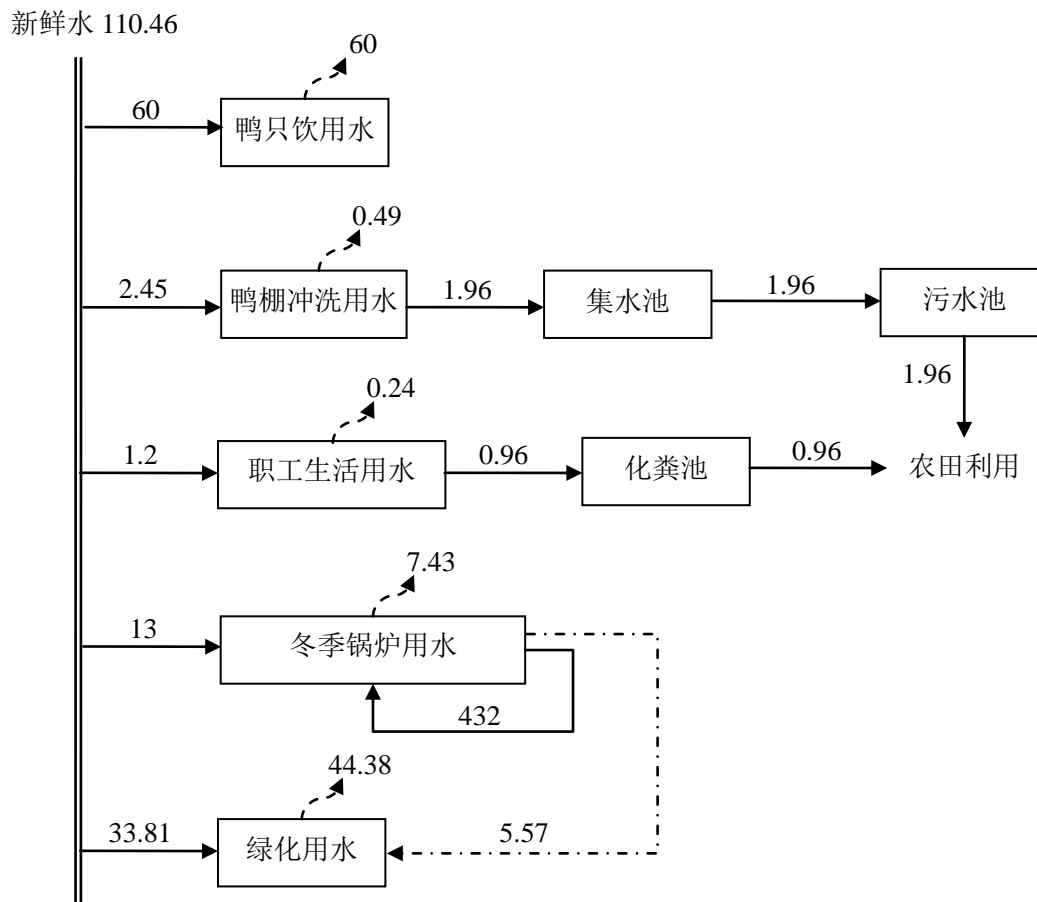 新鲜水 110.46
60
60
鸭只饮用水
0.49
2.45
鸭棚冲洗用水
1.96
集水池
1.96
污水池
1.96
0.24
1.2
职工生活用水
0.96
化粪池
0.96
农田利用
7.43
13
冬季锅炉用水
432
44.38
33.81
绿化用水
5.57